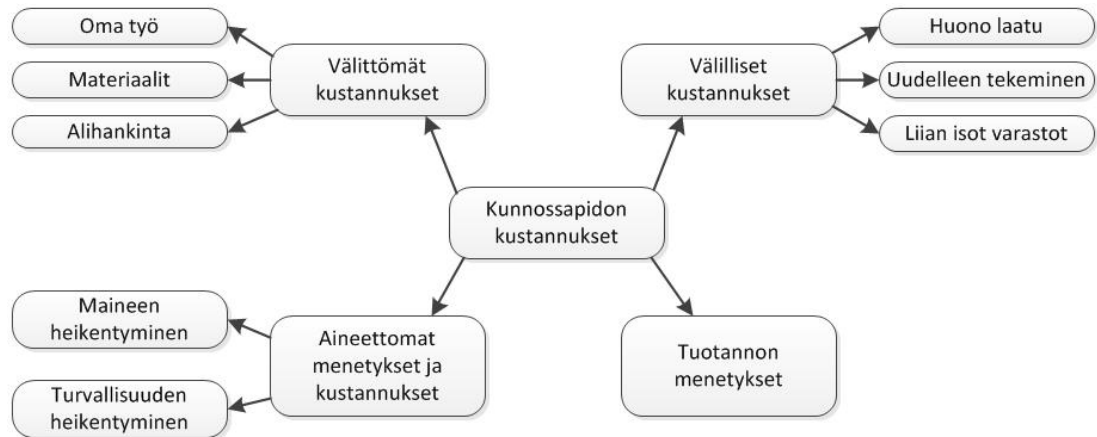 Oma työ
Materiaalit
Alihankinta
Välittömät
kustannukset
Välilliset
kustannukset
Huono laatu
Uudelleen tekeminen
Liian isot varastot
Kunnossapidon
kustannukset
Maineen
heikentyminen
Turvallisuuden
heikentyminen
Aineettomat
menetykset ja
kustannukset
Tuotannon
menetykset